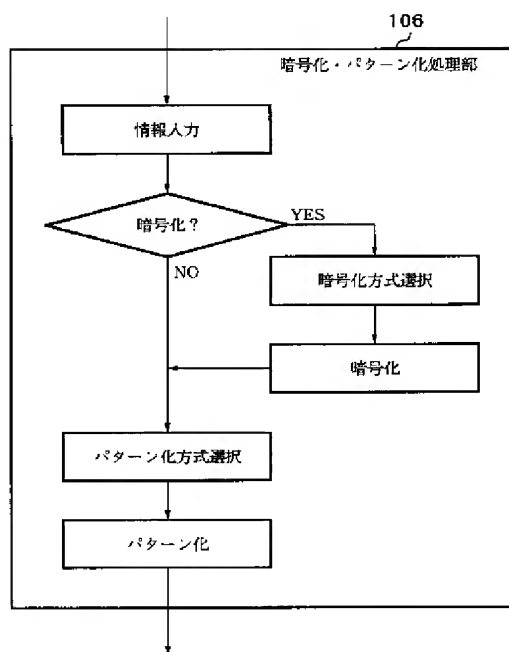 106
暗号化・パターン化処理部
情報入力
暗号化？
YES
NO
暗号化方式選択
暗号化
パターン化方式選択
パターン化